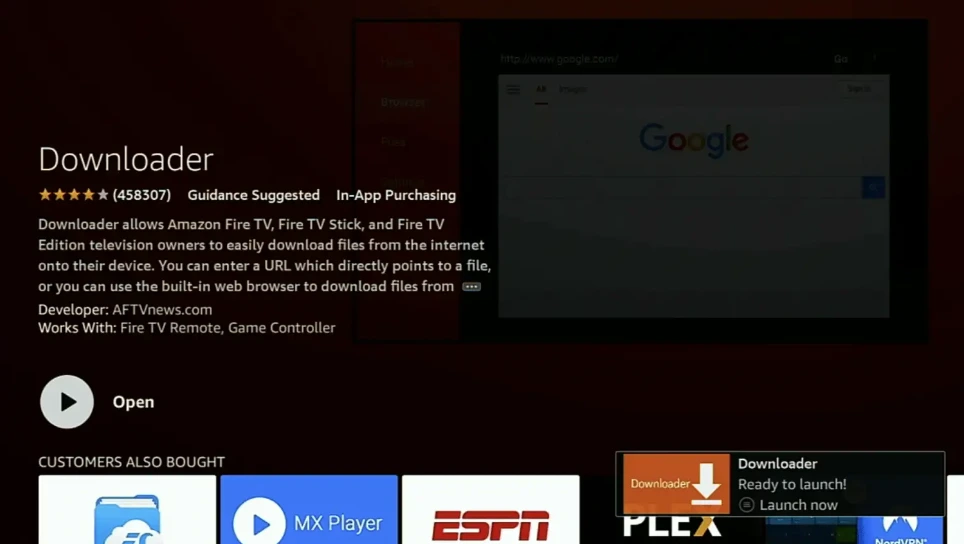 http://www.google.com/
Go
Home
Browser
Files
All
Images
Sign in
Google
Downloader
(458307) Guidance Suggested In-App Purchasing
Downloader allows Amazon Fire TV, Fire TV Stick, and Fire TV
Edition television owners to easily download files from the internet
onto their device. You can enter a URL which directly points to a file,
or you can use the built-in web browser to download files from
Developer: AFTVnews.com
Works With: Fire TV Remote, Game Controller
Open
CUSTOMERS ALSO BOUGHT
MX Player
ESPN
PLEX
NordVPN®
Downloader
Downloader
Ready to launch!
Launch now